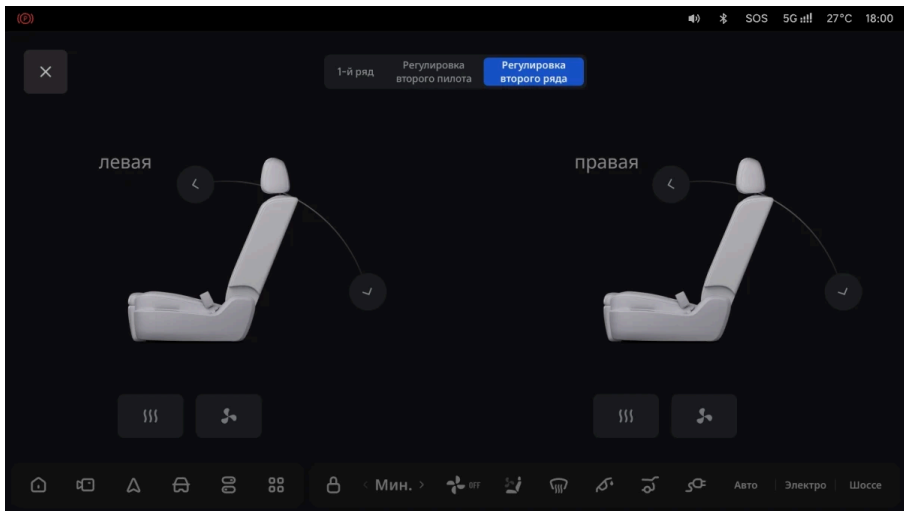 (P) SOS 5G 27°C 18:00
1-й ряд
Регулировка
второго пилота
Регулировка
второго ряда
левая
правая
Мин. OFF Авто Электро Шоссе